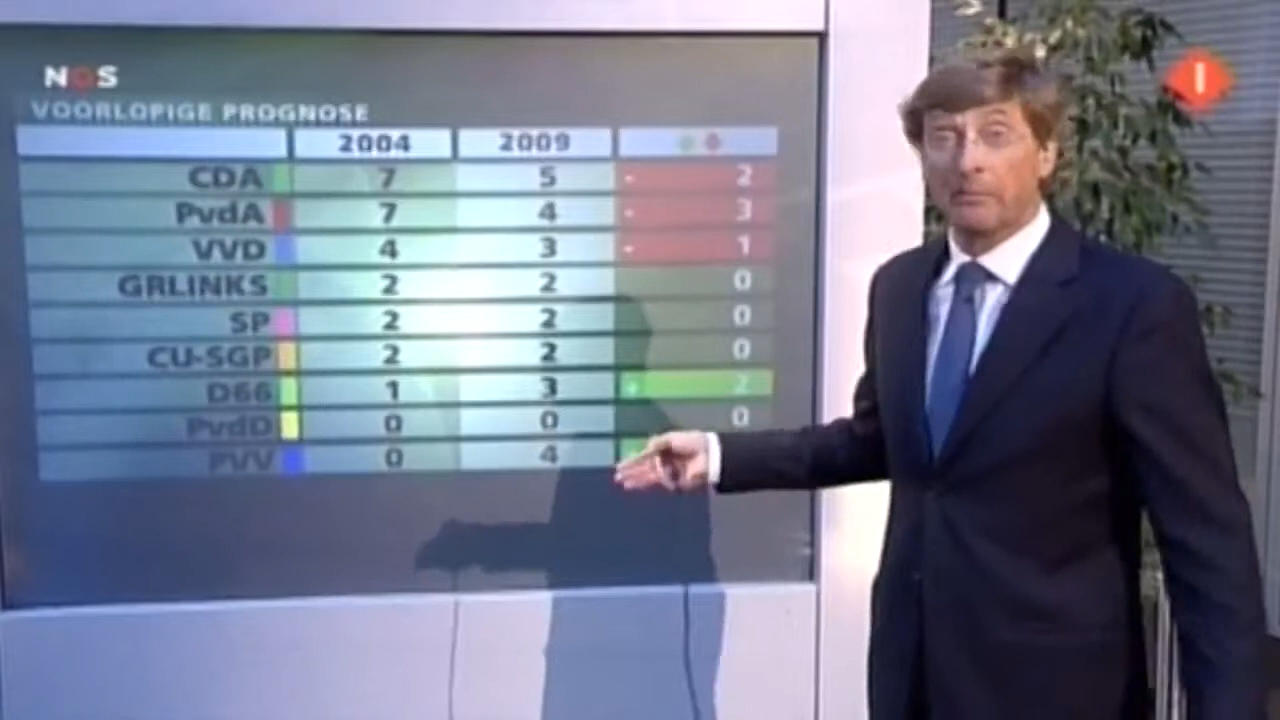 NOS
VOORLOPIGE PROGNOSE
2004 2009
CDA 7 5 - 2
PvdA 7 4 - 3
VVD 4 3 - 1
GRLINKS 2 2 0
SP 2 2 0
CU-SGP 2 2 0
D66 1 3 + 2
PvdD 0 0 0
PVV 0 4
1